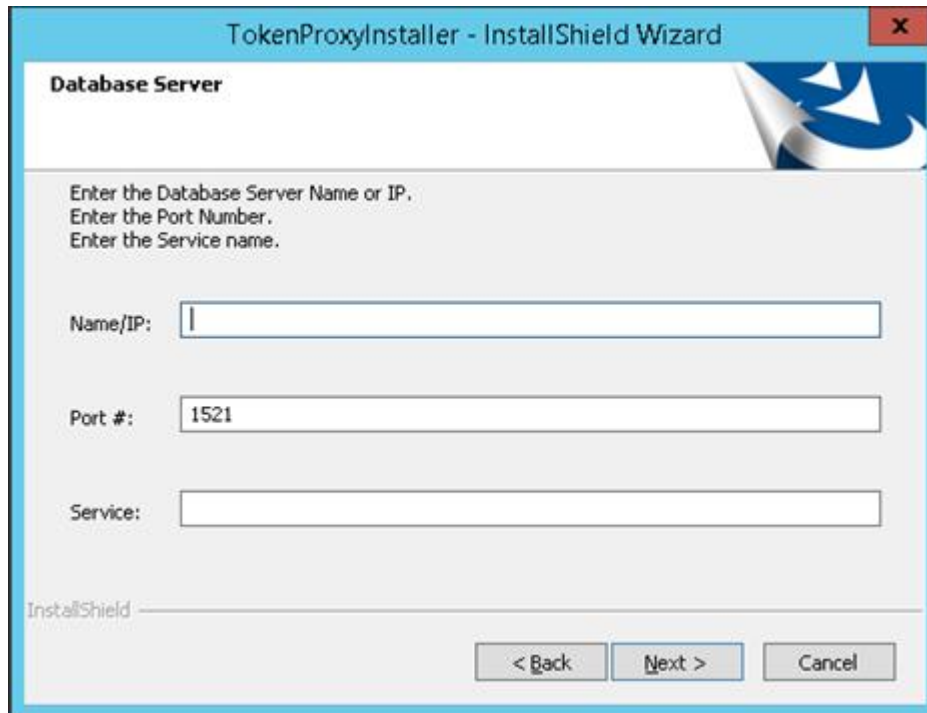 TokenProxyInstaller - InstallShield Wizard
x
Database Server
Enter the Database Server Name or IP.
Enter the Port Number.
Enter the Service name.
Name/IP:
Port #: 1521
Service:
InstallShield
< Back Next > Cancel